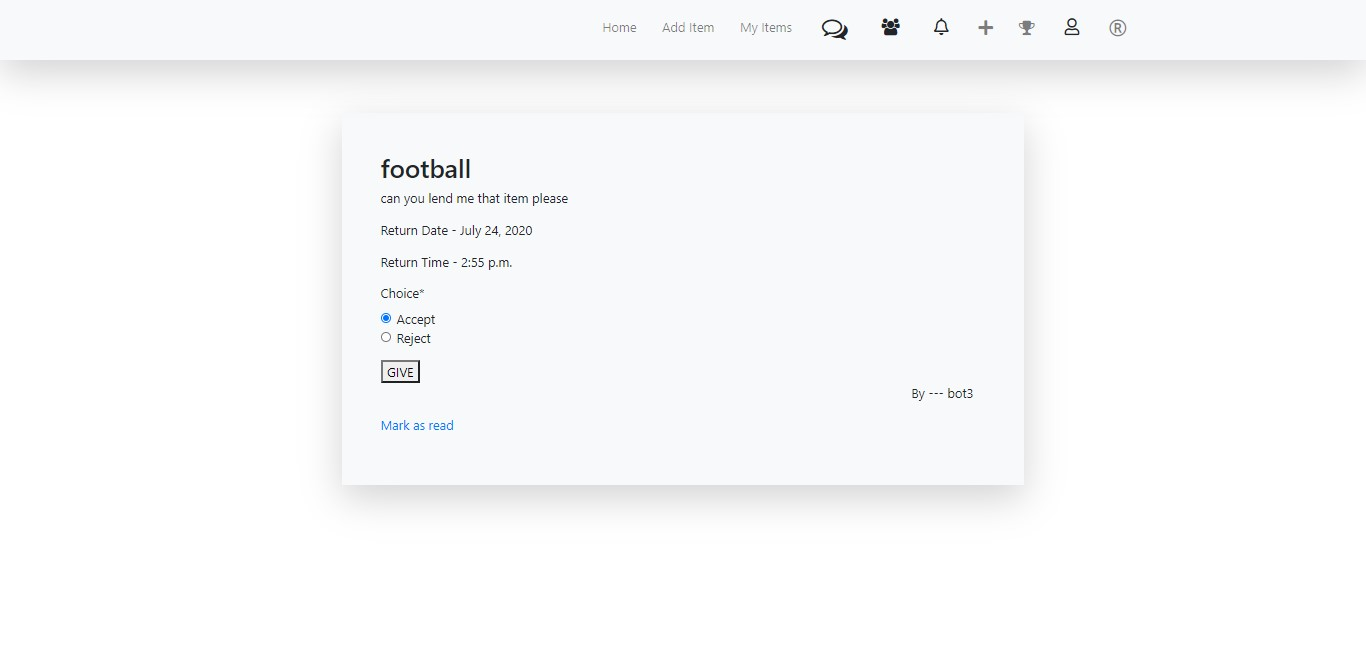 Home Add Item My Items ®
football
can you lend me that item please
Return Date - July 24, 2020
Return Time - 2:55 p.m.
Choice*
Accept
Reject
GIVE
By --- bot3
Mark as read